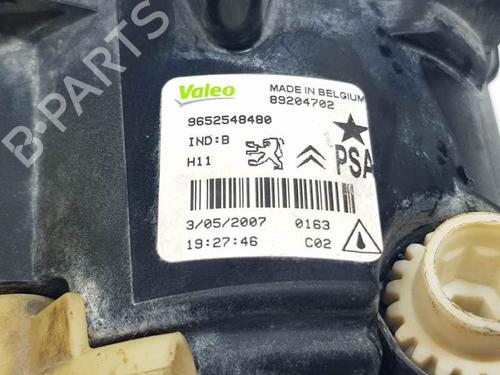 B-PARTS
Valeo
MADE IN BELGIUM
89204702
9652548480
IND:B
H11
PSA
3/05/2007 0163
19:27:46 C02